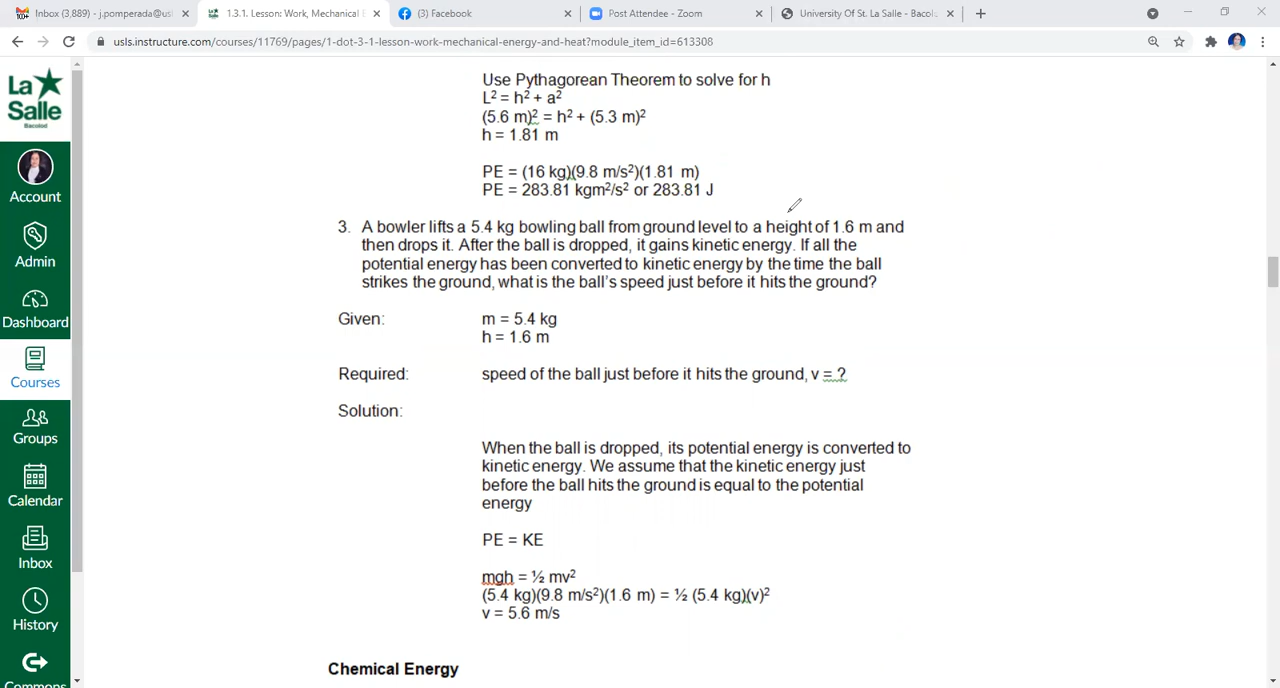 Inbox (3,889) - j.pomperada@us
1.3.1. Lesson: Work, Mechanical E
(3) Facebook
Post Attendee - Zoom
University Of St. La Salle - Bacol
usls.instructure.com/courses/11769/pages/1-dot-3-1-lesson-work-mechanical-energy-and-heat?module_item_id=613308
La
Salle
Bacolod
Account
Admin
Dashboard
Courses
Groups
Calendar
Inbox
History
Commons
Use Pythagorean Theorem to solve for h
L² = h² + a²
(5.6 m)² = h² + (5.3 m)²
h = 1.81 m
PE = (16 kg)(9.8 m/s²)(1.81 m)
PE = 283.81 kgm²/s² or 283.81 J
3. A bowler lifts a 5.4 kg bowling ball from ground level to a height of 1.6 m and
then drops it. After the ball is dropped, it gains kinetic energy. If all the
potential energy has been converted to kinetic energy by the time the ball
strikes the ground, what is the ball's speed just before it hits the ground?
Given: m = 5.4 kg
h = 1.6 m
Required: speed of the ball just before it hits the ground, v = ?
Solution:
When the ball is dropped, its potential energy is converted to
kinetic energy. We assume that the kinetic energy just
before the ball hits the ground is equal to the potential
energy
PE = KE
mgh = ½ mv²
(5.4 kg)(9.8 m/s²)(1.6 m) = ½ (5.4 kg)(v)²
v = 5.6 m/s
Chemical Energy